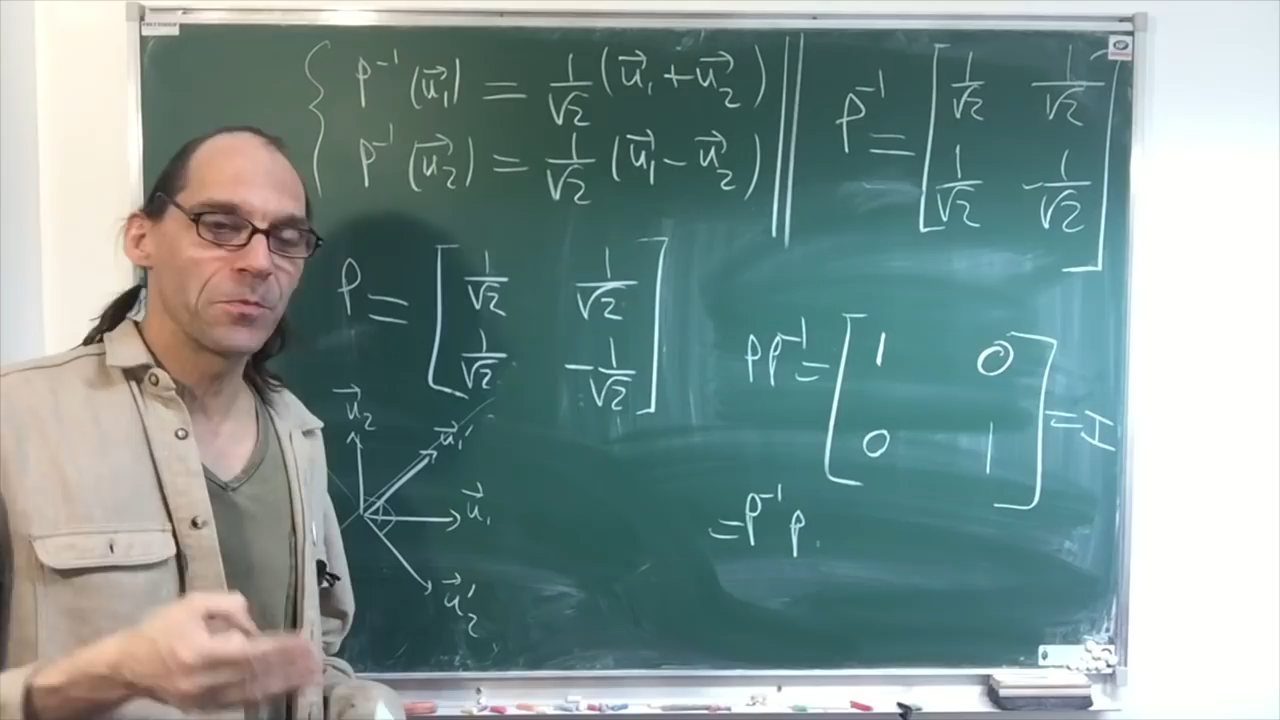 P⁻¹(u⃗₁) = 1/√2 (u⃗₁ + u⃗₂)
P⁻¹(u⃗₂) = 1/√2 (u⃗₁ − u⃗₂)
P⁻¹ = [ 1/√2 1/√2
1/√2 −1/√2 ]
P = [ 1/√2 1/√2
1/√2 −1/√2 ]
PP⁻¹ = [ 1 0
0 1 ] = I
= P⁻¹ P
u⃗₂
u⃗₁′
u⃗₁
u⃗₂′